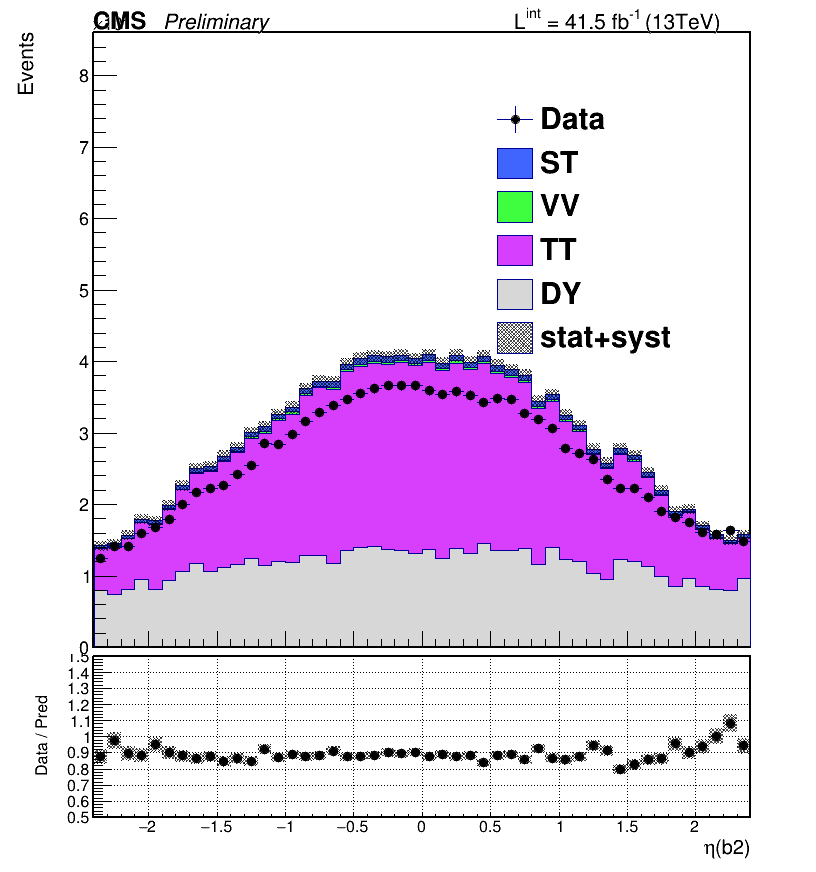 CMS Preliminary L^int = 41.5 fb^-1 (13TeV)
Events
8
7
6
5
4
3
2
1
0
Data
ST
VV
TT
DY
stat+syst
Data / Pred
1.5
1.4
1.3
1.2
1.1
1
0.9
0.8
0.7
0.6
0.5
−2 −1.5 −1 −0.5 0 0.5 1 1.5 2
η(b2)